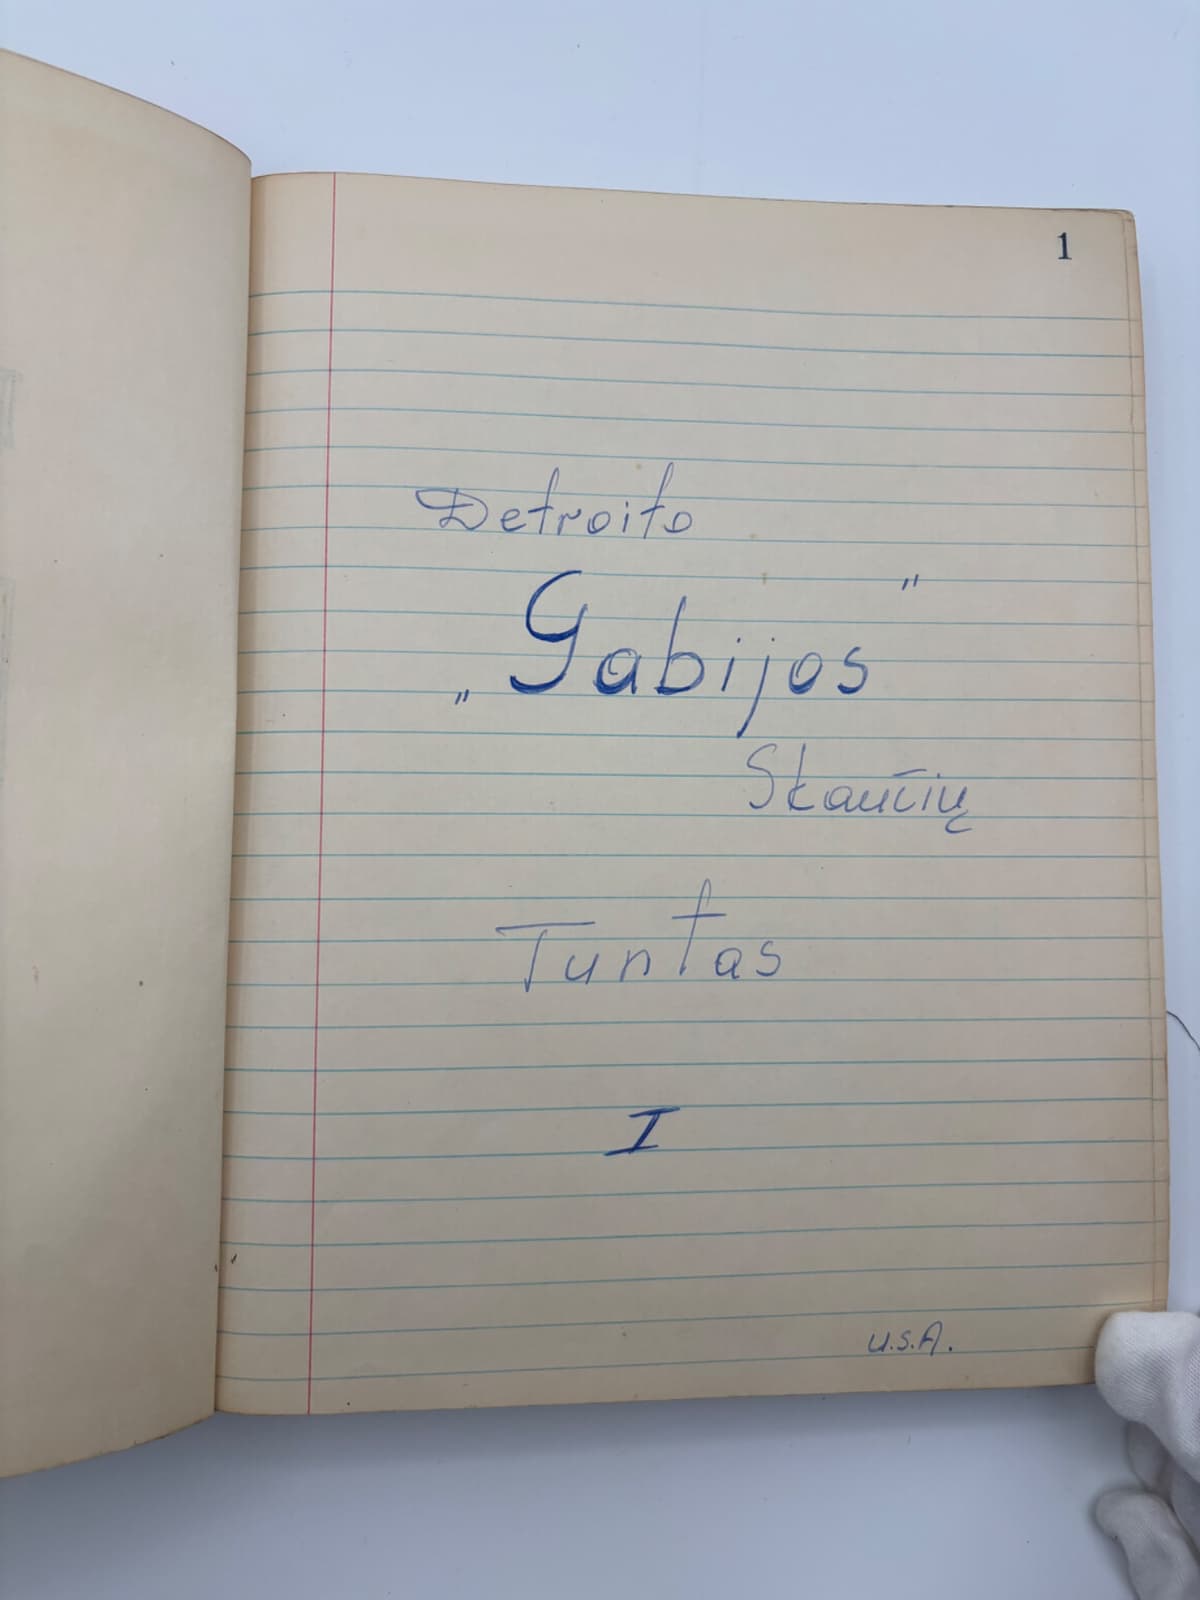 1
Detroito
„Gabijos"
Skaučių
Tuntas
I
U.S.A.